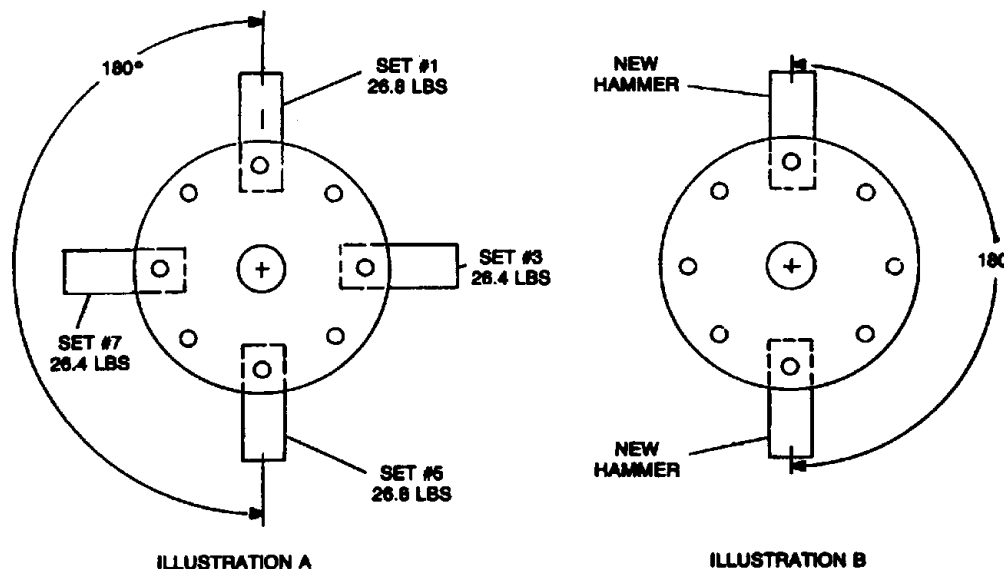 180°
SET #1
26.8 LBS
SET #3
26.4 LBS
SET #7
26.4 LBS
SET #5
26.8 LBS
ILLUSTRATION A
NEW
HAMMER
180
NEW
HAMMER
ILLUSTRATION B